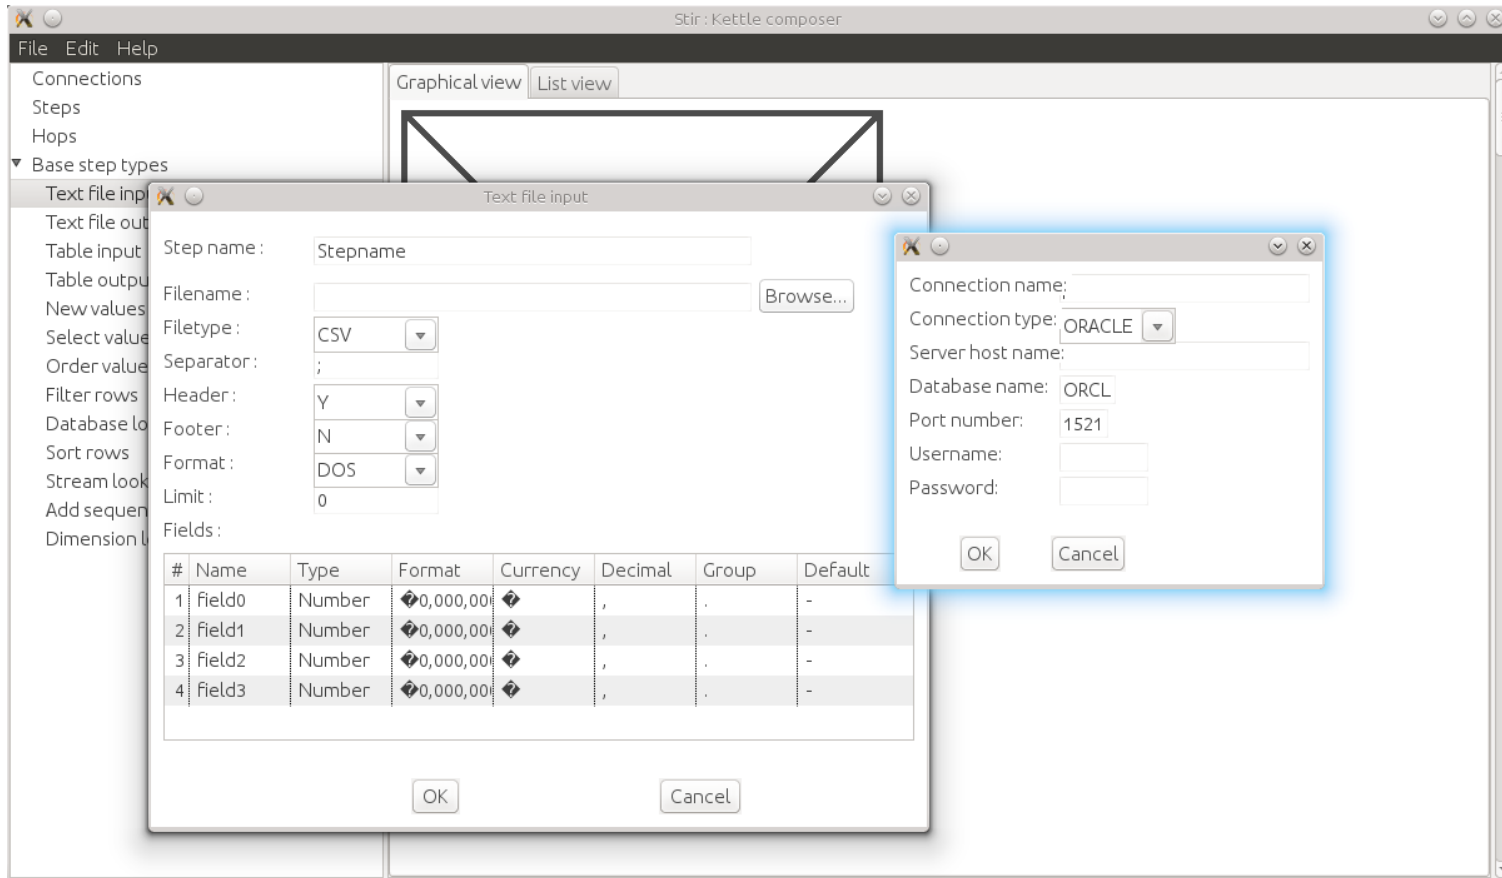 Stir : Kettle composer
File Edit Help
Connections
Steps
Hops
Base step types
Text file inp
Text file out
Table input
Table outpu
New values
Select value
Order value
Filter rows
Database lo
Sort rows
Stream look
Add sequen
Dimension l
Graphical view List view
Text file input
Step name : Stepname
Filename : Browse...
Filetype : CSV
Separator : ;
Header : Y
Footer : N
Format : DOS
Limit : 0
Fields :
# Name Type Format Currency Decimal Group Default
1 field0 Number �0,000,00 � , . -
2 field1 Number �0,000,00 � , . -
3 field2 Number �0,000,00 � , . -
4 field3 Number �0,000,00 � , . -
OK Cancel
Connection name:
Connection type: ORACLE
Server host name:
Database name: ORCL
Port number: 1521
Username:
Password:
OK Cancel